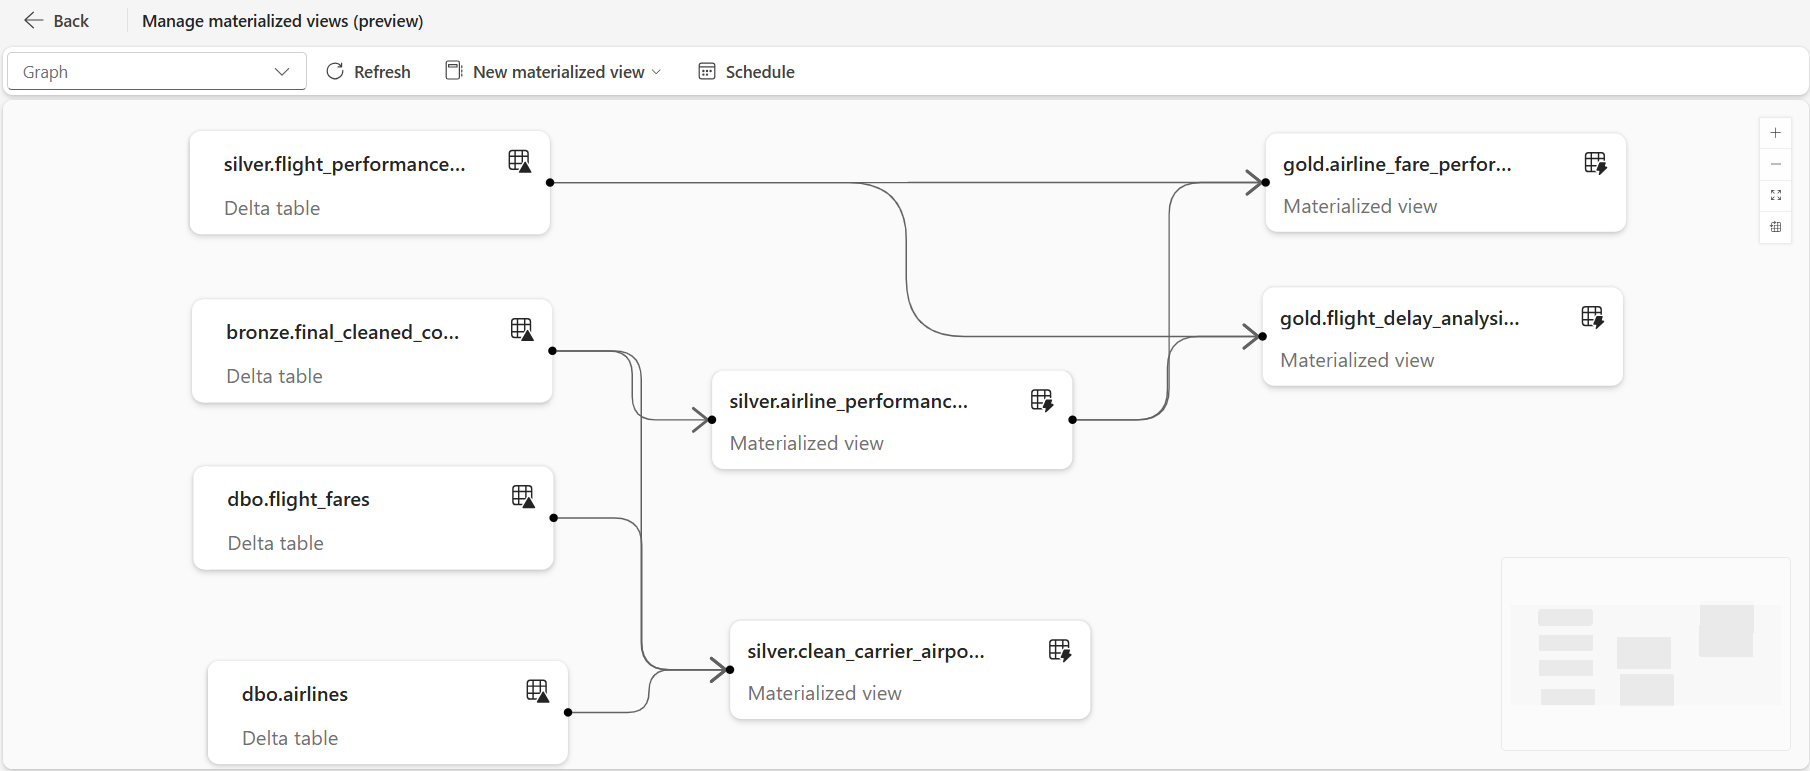 Back
Manage materialized views (preview)
Graph
Refresh
New materialized view
Schedule
silver.flight_performance...
Delta table
bronze.final_cleaned_co...
Delta table
dbo.flight_fares
Delta table
dbo.airlines
Delta table
silver.airline_performanc...
Materialized view
silver.clean_carrier_airpo...
Materialized view
gold.airline_fare_perfor...
Materialized view
gold.flight_delay_analysi...
Materialized view